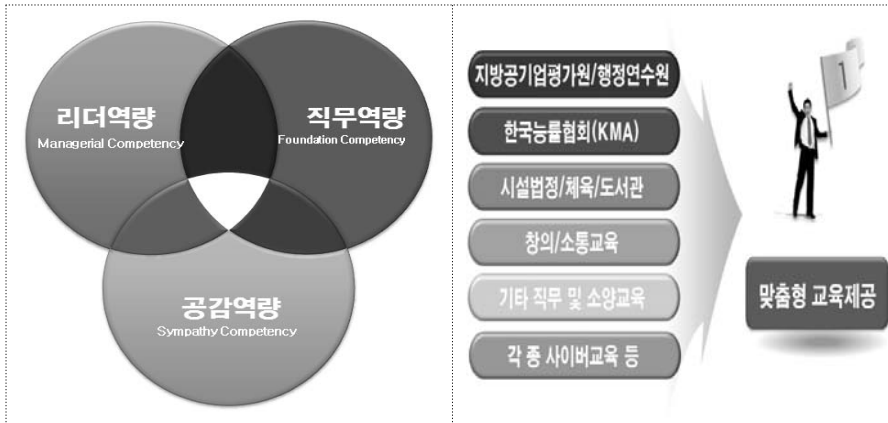 리더역량
Managerial Competency
직무역량
Foundation Competency
공감역량
Sympathy Competency
지방공기업평가원/행정연수원
한국능률협회(KMA)
시설법정/체육/도서관
창의/소통교육
기타 직무 및 소양교육
각 종 사이버교육 등
1
맞춤형 교육제공